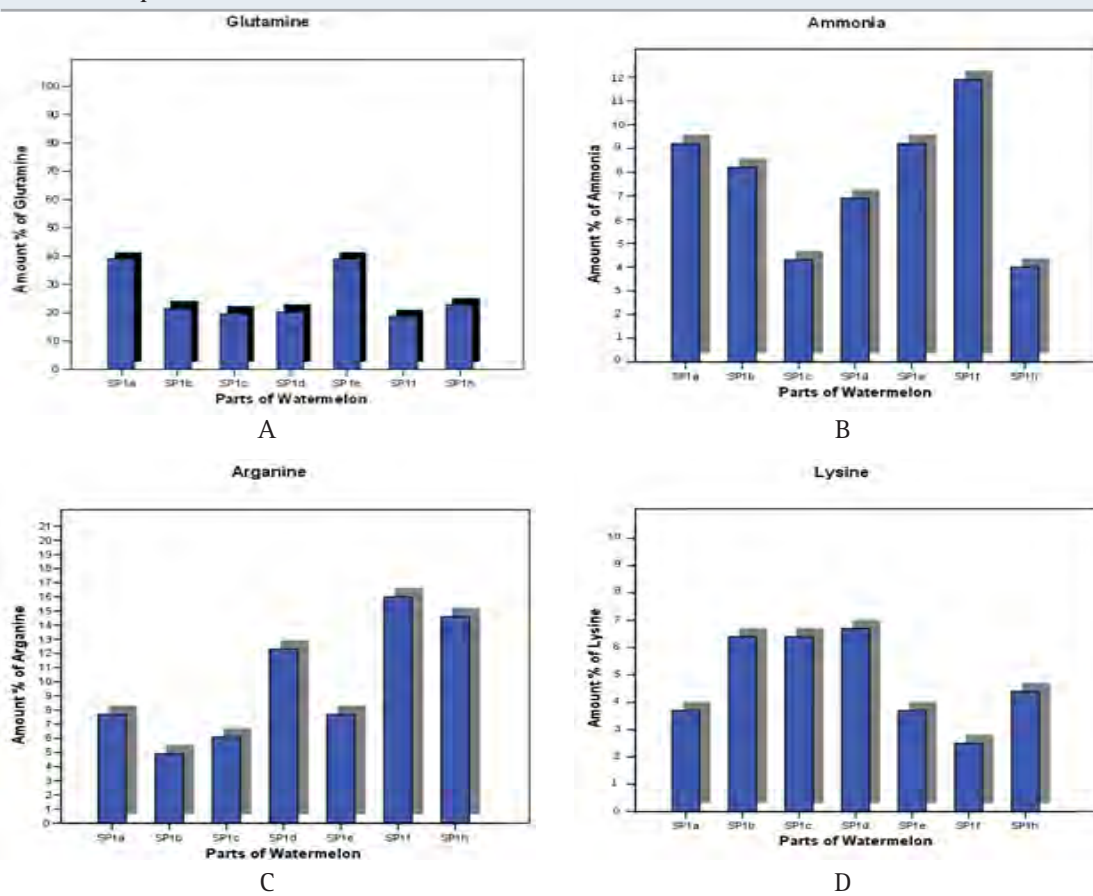 Glutamine
100
90
80
70
60
50
40
30
20
10
0
Amount % of Glutamine
SP1a SP1b SP1c SP1d SP1e SP1f SP1h
Parts of Watermelon
A
Ammonia
12
11
10
9
8
7
6
5
4
3
2
1
0
Amount % of Ammonia
SP1a SP1b SP1c SP1d SP1e SP1f
Parts of Watermelon
B
Arganine
21
20
19
18
17
16
15
14
13
12
11
10
9
8
7
6
5
4
3
2
1
0
Amount % of Arganine
SP1a SP1b SP1c SP1d SP1e SP1f SP1h
Parts of Watermelon
C
Lysine
10
9
8
7
6
5
4
3
2
1
0
Amount % of Lysine
SP1a SP1b SP1c SP1d SP1e SP1f SP1h
Parts of Watermelon
D